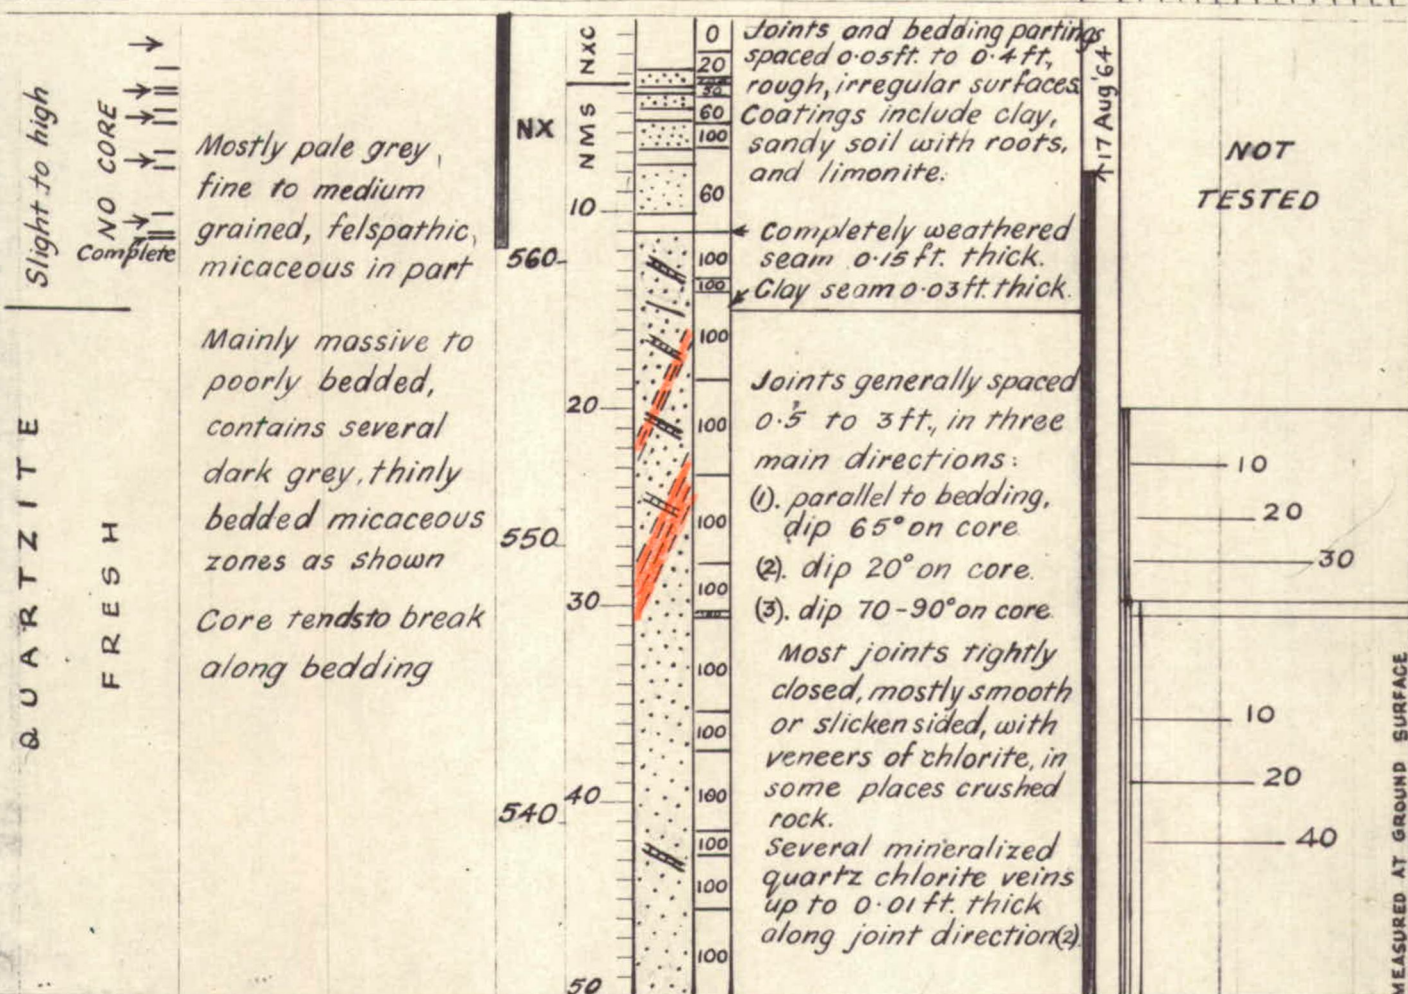 Slight to high
NO CORE
Complete
QUARTZITE
FRESH
Mostly pale grey,
fine to medium
grained, felspathic,
micaceous in part
Mainly massive to
poorly bedded,
contains several
dark grey, thinly
bedded micaceous
zones as shown
Core tends to break
along bedding
NX
560
550
540
NXC
NMS
10
20
30
40
50
0
20
50
60
100
60
100
100
100
100
100
100
100
100
100
100
100
100
Joints and bedding partings
spaced 0·05ft. to 0·4ft,
rough, irregular surfaces.
Coatings include clay,
sandy soil with roots,
and limonite.
Completely weathered
seam 0·15ft. thick.
Clay seam 0·03ft. thick.
Joints generally spaced
0·5 to 3ft., in three
main directions:
(1). parallel to bedding,
dip 65° on core
(2). dip 20° on core.
(3). dip 70-90° on core
Most joints tightly
closed, mostly smooth
or slickensided, with
veneers of chlorite, in
some places crushed
rock.
Several mineralized
quartz chlorite veins
up to 0·01ft. thick
along joint direction(2)
17 Aug '64
NOT
TESTED
10
20
30
10
20
40
MEASURED AT GROUND SURFACE